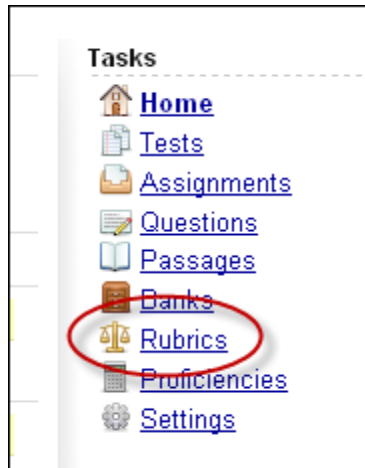 Tasks
Home
Tests
Assignments
Questions
Passages
Banks
Rubrics
Proficiencies
Settings